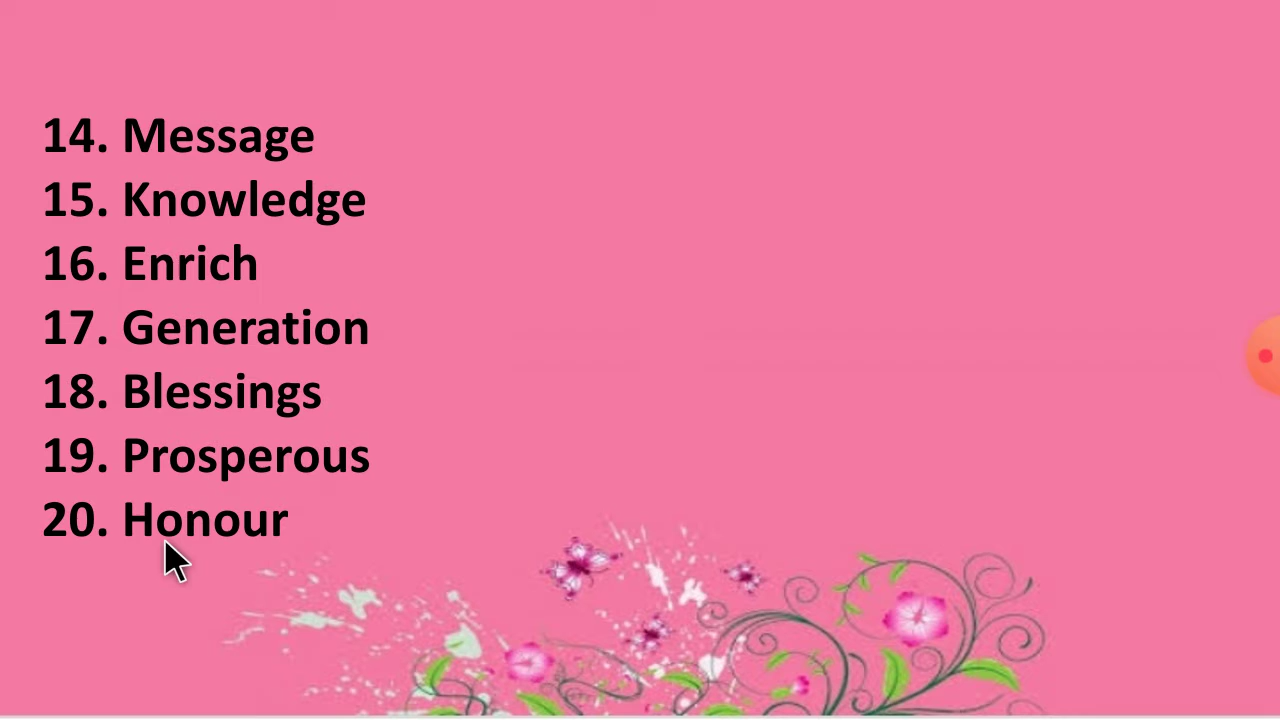 14. Message
15. Knowledge
16. Enrich
17. Generation
18. Blessings
19. Prosperous
20. Honour